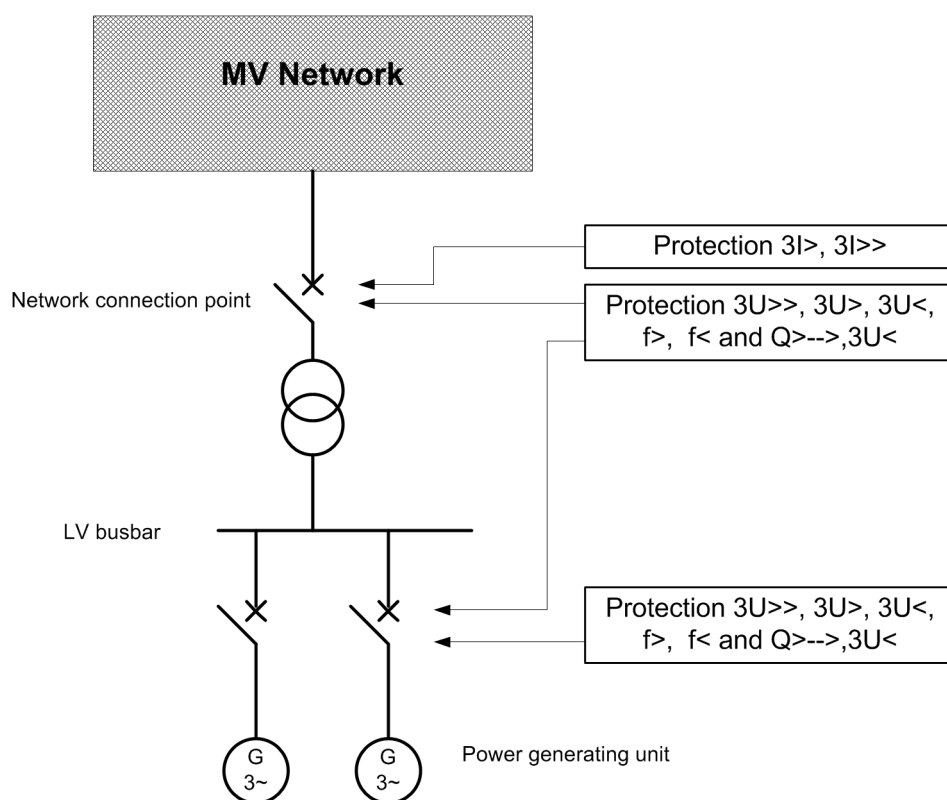 MV Network
Protection 3I>, 3I>>
Network connection point
Protection 3U>>, 3U>, 3U<,
f>, f< and Q>-->,3U<
LV busbar
Protection 3U>>, 3U>, 3U<,
f>, f< and Q>-->,3U<
G
3~
G
3~
Power generating unit